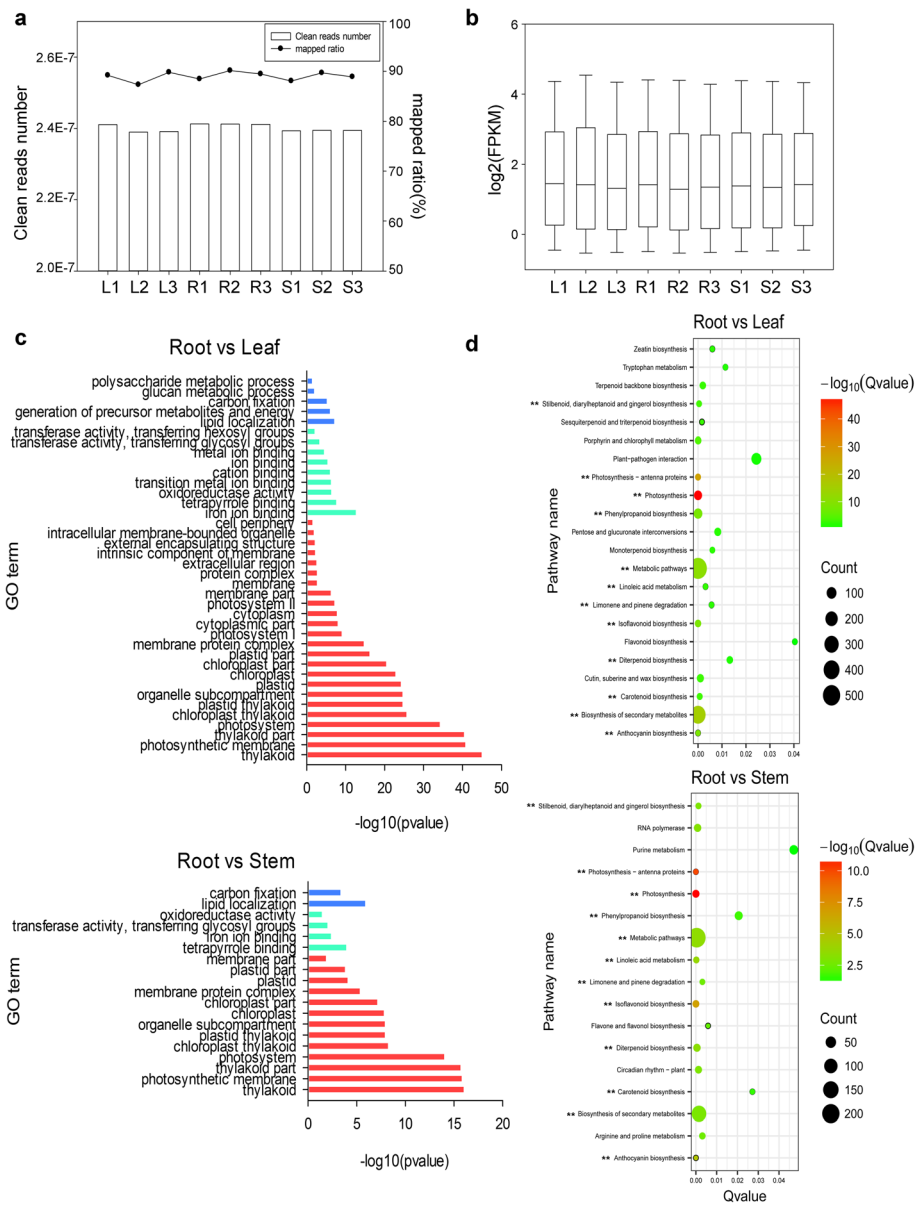 a
Clean reads number
mapped ratio
2.6E-7
2.4E-7
2.2E-7
2.0E-7
Clean reads number
100
90
80
70
60
50
mapped ratio(%)
L1 L2 L3 R1 R2 R3 S1 S2 S3
b
6
4
2
0
log2(FPKM)
L1 L2 L3 R1 R2 R3 S1 S2 S3
c
Root vs Leaf
GO term
polysaccharide metabolic process
glucan metabolic process
carbon fixation
generation of precursor metabolites and energy
lipid localization
transferase activity, transferring hexosyl groups
transferase activity, transferring glycosyl groups
metal ion binding
ion binding
cation binding
transition metal ion binding
oxidoreductase activity
tetrapyrrole binding
iron ion binding
cell periphery
intracellular membrane-bounded organelle
external encapsulating structure
intrinsic component of membrane
extracellular region
protein complex
membrane
membrane part
photosystem II
cytoplasm
cytoplasmic part
photosystem I
membrane protein complex
plastid part
chloroplast part
chloroplast
plastid
organelle subcompartment
plastid thylakoid
chloroplast thylakoid
photosystem
thylakoid part
photosynthetic membrane
thylakoid
0 10 20 30 40 50
-log10(pvalue)
Root vs Stem
GO term
carbon fixation
lipid localization
oxidoreductase activity
transferase activity, transferring glycosyl groups
iron ion binding
tetrapyrrole binding
membrane part
plastid part
plastid
membrane protein complex
chloroplast part
chloroplast
organelle subcompartment
plastid thylakoid
chloroplast thylakoid
photosystem
thylakoid part
photosynthetic membrane
thylakoid
0 5 10 15 20
-log10(pvalue)
d
Root vs Leaf
Pathway name
Zeatin biosynthesis
Tryptophan metabolism
Terpenoid backbone biosynthesis
** Stilbenoid, diarylheptanoid and gingerol biosynthesis
Sesquiterpenoid and triterpenoid biosynthesis
Porphyrin and chlorophyll metabolism
Plant-pathogen interaction
** Photosynthesis - antenna proteins
** Photosynthesis
** Phenylpropanoid biosynthesis
Pentose and glucuronate interconversions
Monoterpenoid biosynthesis
** Metabolic pathways
** Linoleic acid metabolism
** Limonene and pinene degradation
** Isoflavonoid biosynthesis
Flavonoid biosynthesis
** Diterpenoid biosynthesis
Cutin, suberine and wax biosynthesis
** Carotenoid biosynthesis
** Biosynthesis of secondary metabolites
** Anthocyanin biosynthesis
0.00 0.01 0.02 0.03 0.04
−log10(Qvalue)
40
30
20
10
Count
100
200
300
400
500
Root vs Stem
Pathway name
** Stilbenoid, diarylheptanoid and gingerol biosynthesis
RNA polymerase
Purine metabolism
** Photosynthesis - antenna proteins
** Photosynthesis
** Phenylpropanoid biosynthesis
** Metabolic pathways
** Linoleic acid metabolism
** Limonene and pinene degradation
** Isoflavonoid biosynthesis
Flavone and flavonol biosynthesis
** Diterpenoid biosynthesis
Circadian rhythm - plant
** Carotenoid biosynthesis
** Biosynthesis of secondary metabolites
Arginine and proline metabolism
** Anthocyanin biosynthesis
0.00 0.01 0.02 0.03 0.04
Qvalue
−log10(Qvalue)
10.0
7.5
5.0
2.5
Count
50
100
150
200